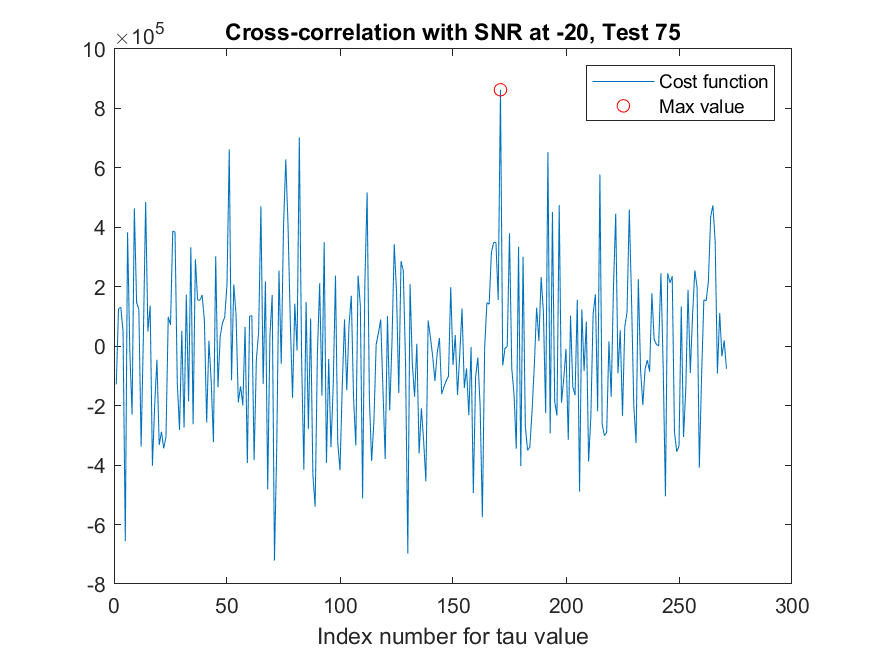 ×10^5
Cross-correlation with SNR at -20, Test 75
10
8
6
4
2
0
-2
-4
-6
-8
Cost function
Max value
0 50 100 150 200 250 300
Index number for tau value